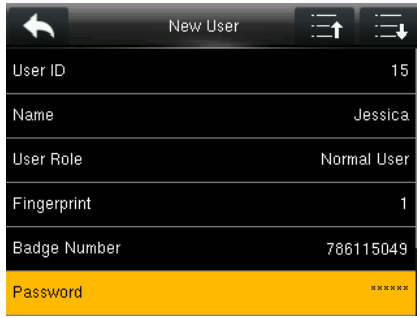 New User
User ID 15
Name Jessica
User Role Normal User
Fingerprint 1
Badge Number 786115049
Password ******